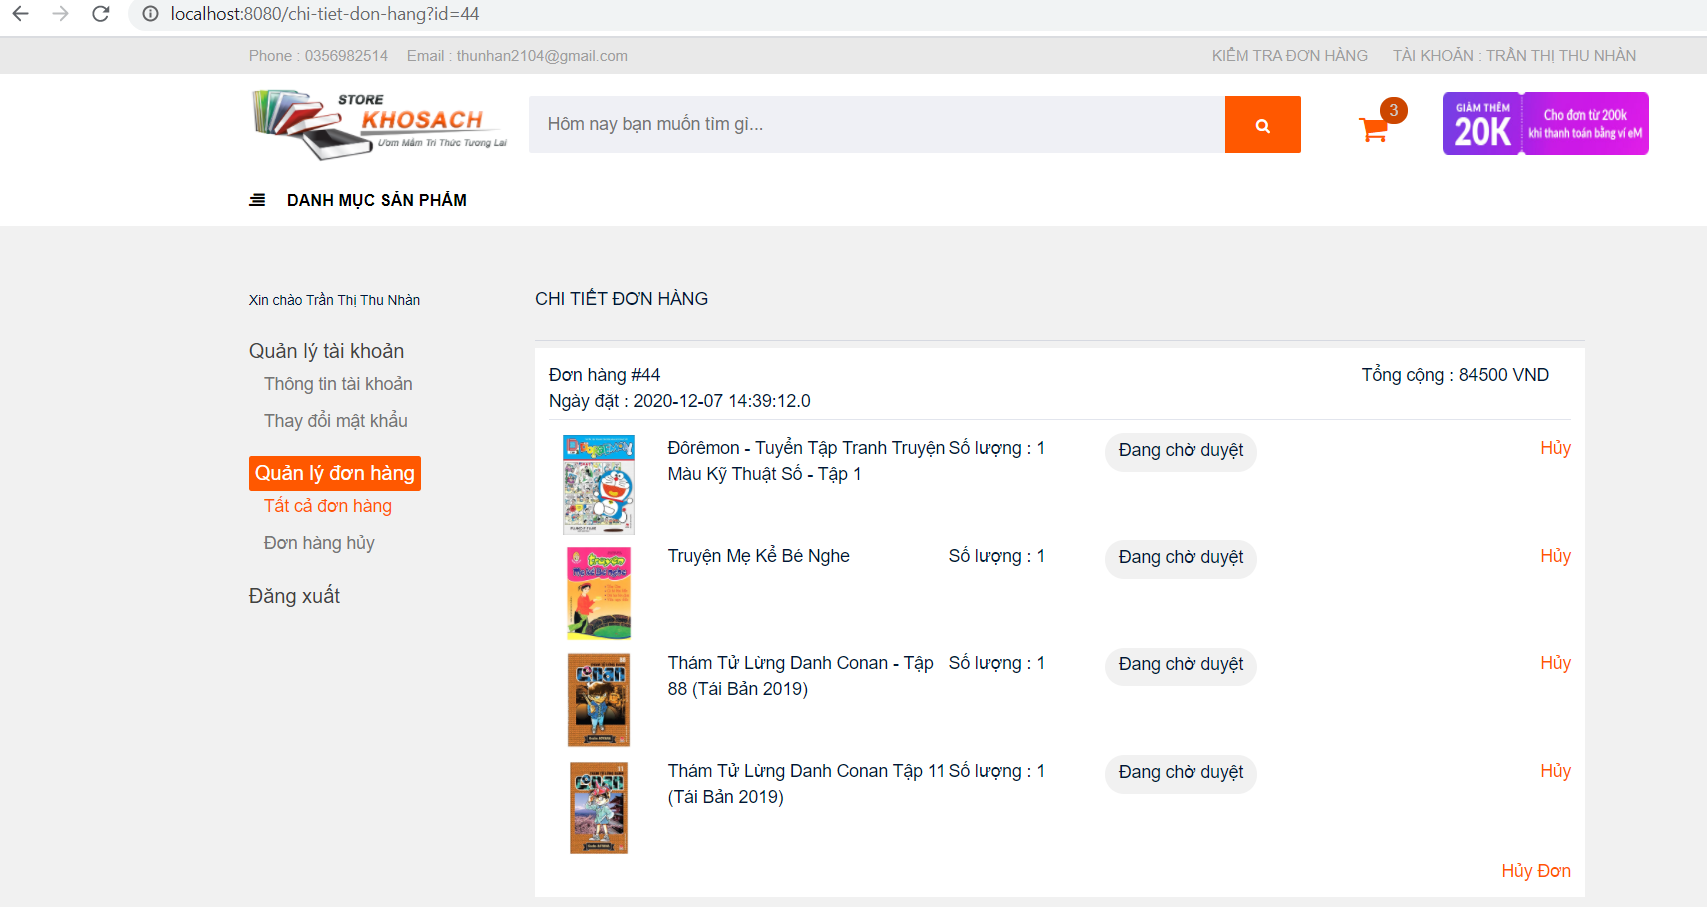 localhost:8080/chi-tiet-don-hang?id=44
Phone : 0356982514 Email : thunhan2104@gmail.com KIỂM TRA ĐƠN HÀNG TÀI KHOẢN : TRẦN THỊ THU NHÀN
STORE
KHOSACH
Ươm Mầm Tri Thức Tương Lai
Hôm nay bạn muốn tìm gì...
3
GIẢM THÊM
20K
Cho đơn từ 200k
khi thanh toán bằng ví eM
DANH MỤC SẢN PHẨM
Xin chào Trần Thị Thu Nhàn
Quản lý tài khoản
Thông tin tài khoản
Thay đổi mật khẩu
Quản lý đơn hàng
Tất cả đơn hàng
Đơn hàng hủy
Đăng xuất
CHI TIẾT ĐƠN HÀNG
Đơn hàng #44 Tổng cộng : 84500 VND
Ngày đặt : 2020-12-07 14:39:12.0
Đôrêmon - Tuyển Tập Tranh Truyện Số lượng : 1 Đang chờ duyệt Hủy
Màu Kỹ Thuật Số - Tập 1
Truyện Mẹ Kể Bé Nghe Số lượng : 1 Đang chờ duyệt Hủy
Thám Tử Lừng Danh Conan - Tập Số lượng : 1 Đang chờ duyệt Hủy
88 (Tái Bản 2019)
Thám Tử Lừng Danh Conan Tập 11 Số lượng : 1 Đang chờ duyệt Hủy
(Tái Bản 2019)
Hủy Đơn